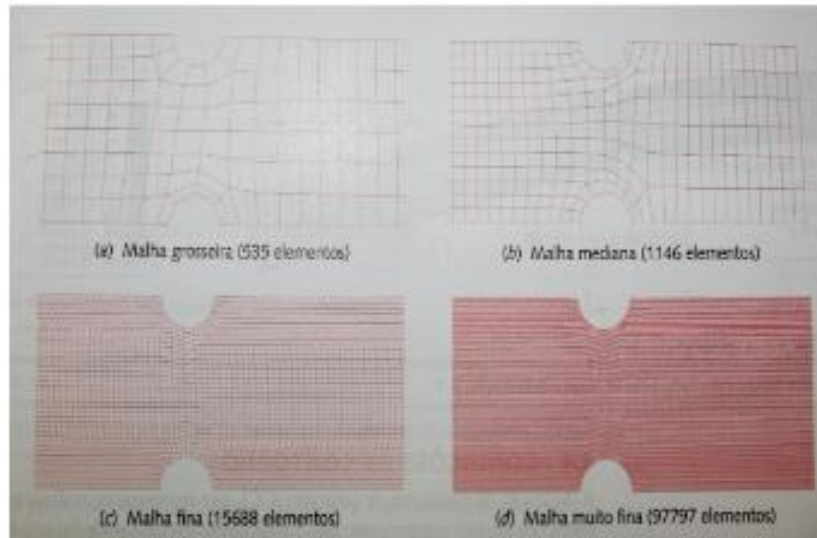 (a) Malha grosseira (535 elementos)
(b) Malha mediana (1146 elementos)
(c) Malha fina (15688 elementos)
(d) Malha muito fina (97797 elementos)